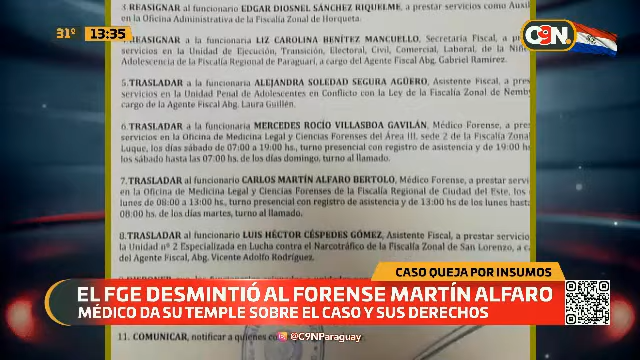 31°
13:35
C9N
3.REASIGNAR al funcionario EDGAR DIOSNEL SÁNCHEZ RIQUELME, a prestar servicios como Auxil
en la Oficina Administrativa de la Fiscalía Zonal de Horqueta.
REASIGNAR a la funcionaria LIZ CAROLINA BENÍTEZ MANCUELLO, Secretaria Fiscal, a prest
servicios en la Unidad de Ejecución, Transición, Electoral, Civil, Comercial, Laboral, de la Niñe
Adolescencia de la Fiscalía Regional de Paraguarí, a cargo del Agente Fiscal Abg. Gabriel Ramírez.
5.TRASLADAR a la funcionaria ALEJANDRA SOLEDAD SEGURA AGÜERO, Asistente Fiscal, a prest
servicios en la Unidad Penal de Adolescentes en Conflicto con la Ley de la Fiscalía Zonal de Ñemby
cargo de la Agente Fiscal Abg. Laura Guillén.
6.TRASLADAR a la funcionaria MERCEDES ROCÍO VILLASBOA GAVILÁN, Médico Forense, a pres
servicios en la Oficina de Medicina Legal y Ciencias Forenses del Área III, sede 2 de la Fiscalía Zona
Luque, los días sábado de 07:00 a 19:00 hs., turno presencial con registro de asistencia y de 19:00 hs
los sábado hasta las 07:00 hs. de los días domingo, turno al llamado.
7.TRASLADAR al funcionario CARLOS MARTÍN ALFARO BERTOLO, Médico Forense, a prestar serv
en la Oficina de Medicina Legal y Ciencias Forenses de la Fiscalía Regional de Ciudad del Este, los
lunes de 08:00 a 13:00 hs., turno presencial con registro de asistencia y de 13:00 hs de los lunes hasta
08:00 hs. de los días martes, turno al llamado.
8.TRASLADAR al funcionario LUIS HÉCTOR CÉSPEDES GÓMEZ, Asistente Fiscal, a prestar servicio
la Unidad nº 2 Especializada en Lucha contra el Narcotráfico de la Fiscalía Zonal de San Lorenzo, a ca
del Agente Fiscal, Abg. Vicente Adolfo Rodríguez.
CASO QUEJA POR INSUMOS
EL FGE DESMINTIÓ AL FORENSE MARTÍN ALFARO
MÉDICO DA SU TEMPLE SOBRE EL CASO Y SUS DERECHOS
11. COMUNICAR, notificar a quienes co
@C9NParaguay